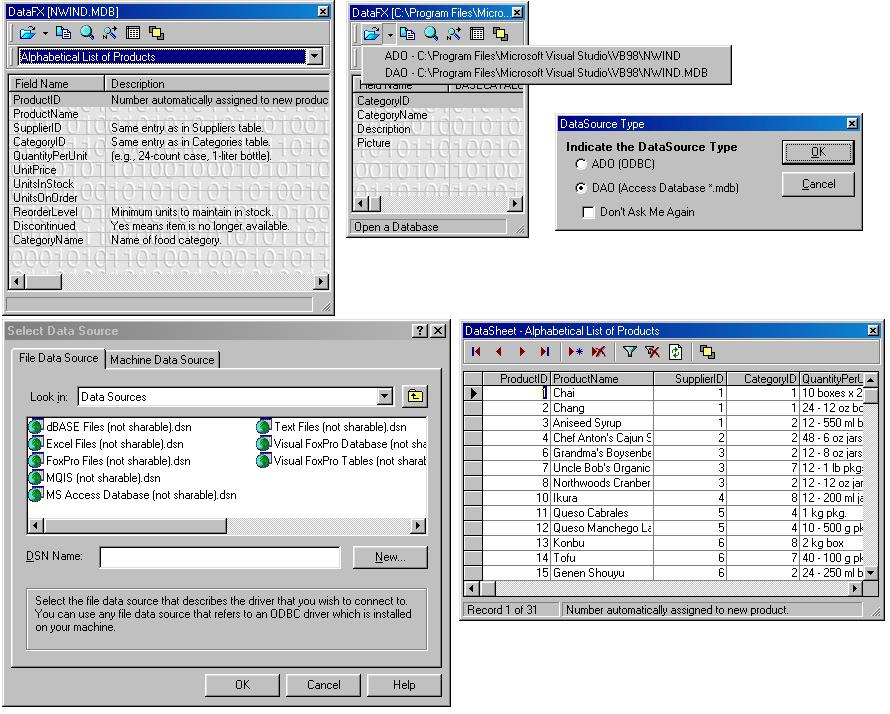 DataFX [NWIND.MDB]
Alphabetical List of Products
Field Name Description
ProductID Number automatically assigned to new produc
ProductName
SupplierID Same entry as in Suppliers table.
CategoryID Same entry as in Categories table.
QuantityPerUnit (e.g., 24-count case, 1-liter bottle).
UnitPrice
UnitsInStock
UnitsOnOrder
ReorderLevel Minimum units to maintain in stock.
Discontinued Yes means item is no longer available.
CategoryName Name of food category.
DataFX [C:\Program Files\Micro...
ADO - C:\Program Files\Microsoft Visual Studio\VB98\NWIND
DAO - C:\Program Files\Microsoft Visual Studio\VB98\NWIND.MDB
Field Name
CategoryID
CategoryName
Description
Picture
Open a Database
DataSource Type
Indicate the DataSource Type
ADO (ODBC)
DAO (Access Database *.mdb)
Don't Ask Me Again
OK
Cancel
Select Data Source
File Data Source Machine Data Source
Look in: Data Sources
dBASE Files (not sharable).dsn
Excel Files (not sharable).dsn
FoxPro Files (not sharable).dsn
MQIS (not sharable).dsn
MS Access Database (not sharable).dsn
Text Files (not sharable).dsn
Visual FoxPro Database (not sha
Visual FoxPro Tables (not sharab
DSN Name: New...
Select the file data source that describes the driver that you wish to connect to.
You can use any file data source that refers to an ODBC driver which is installed
on your machine.
OK Cancel Help
DataSheet - Alphabetical List of Products
ProductID ProductName SupplierID CategoryID QuantityPerU
1 Chai 1 1 10 boxes x 2
2 Chang 1 1 24 - 12 oz bo
3 Aniseed Syrup 1 2 12 - 550 ml b
4 Chef Anton's Cajun S 2 2 48 - 6 oz jars
6 Grandma's Boysenbe 3 2 12 - 8 oz jars
7 Uncle Bob's Organic 3 7 12 - 1 lb pkgs
8 Northwoods Cranber 3 2 12 - 12 oz jar
10 Ikura 4 8 12 - 200 ml ja
11 Queso Cabrales 5 4 1 kg pkg.
12 Queso Manchego La 5 4 10 - 500 g pk
13 Konbu 6 8 2 kg box
14 Tofu 6 7 40 - 100 g pk
15 Genen Shouyu 6 2 24 - 250 ml b
Record 1 of 31 Number automatically assigned to new product.